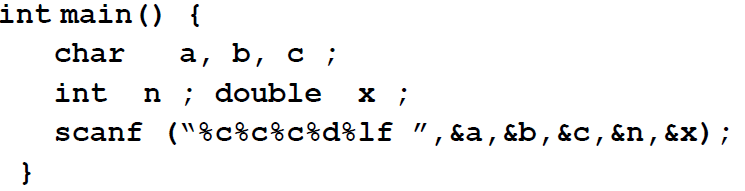 int main() {
char a, b, c ;
int n ; double x ;
scanf (“%c%c%c%d%lf ”,&a,&b,&c,&n,&x);
}